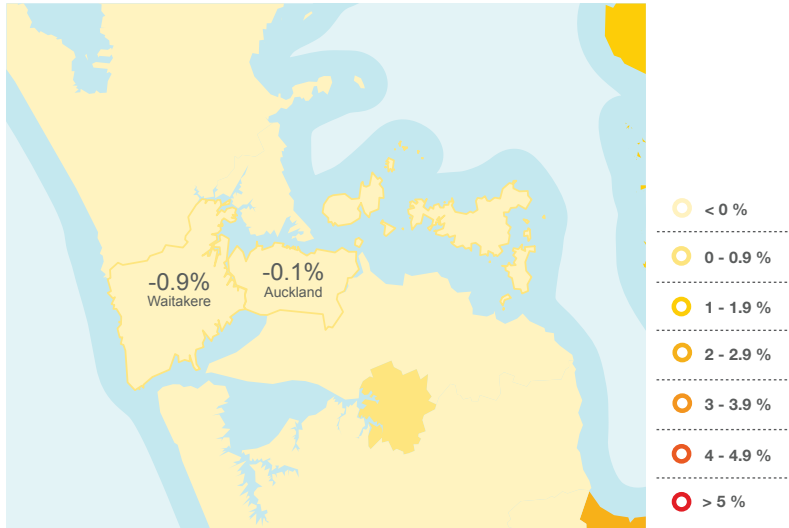 -0.9%
Waitakere
-0.1%
Auckland
< 0 %
0 - 0.9 %
1 - 1.9 %
2 - 2.9 %
3 - 3.9 %
4 - 4.9 %
> 5 %